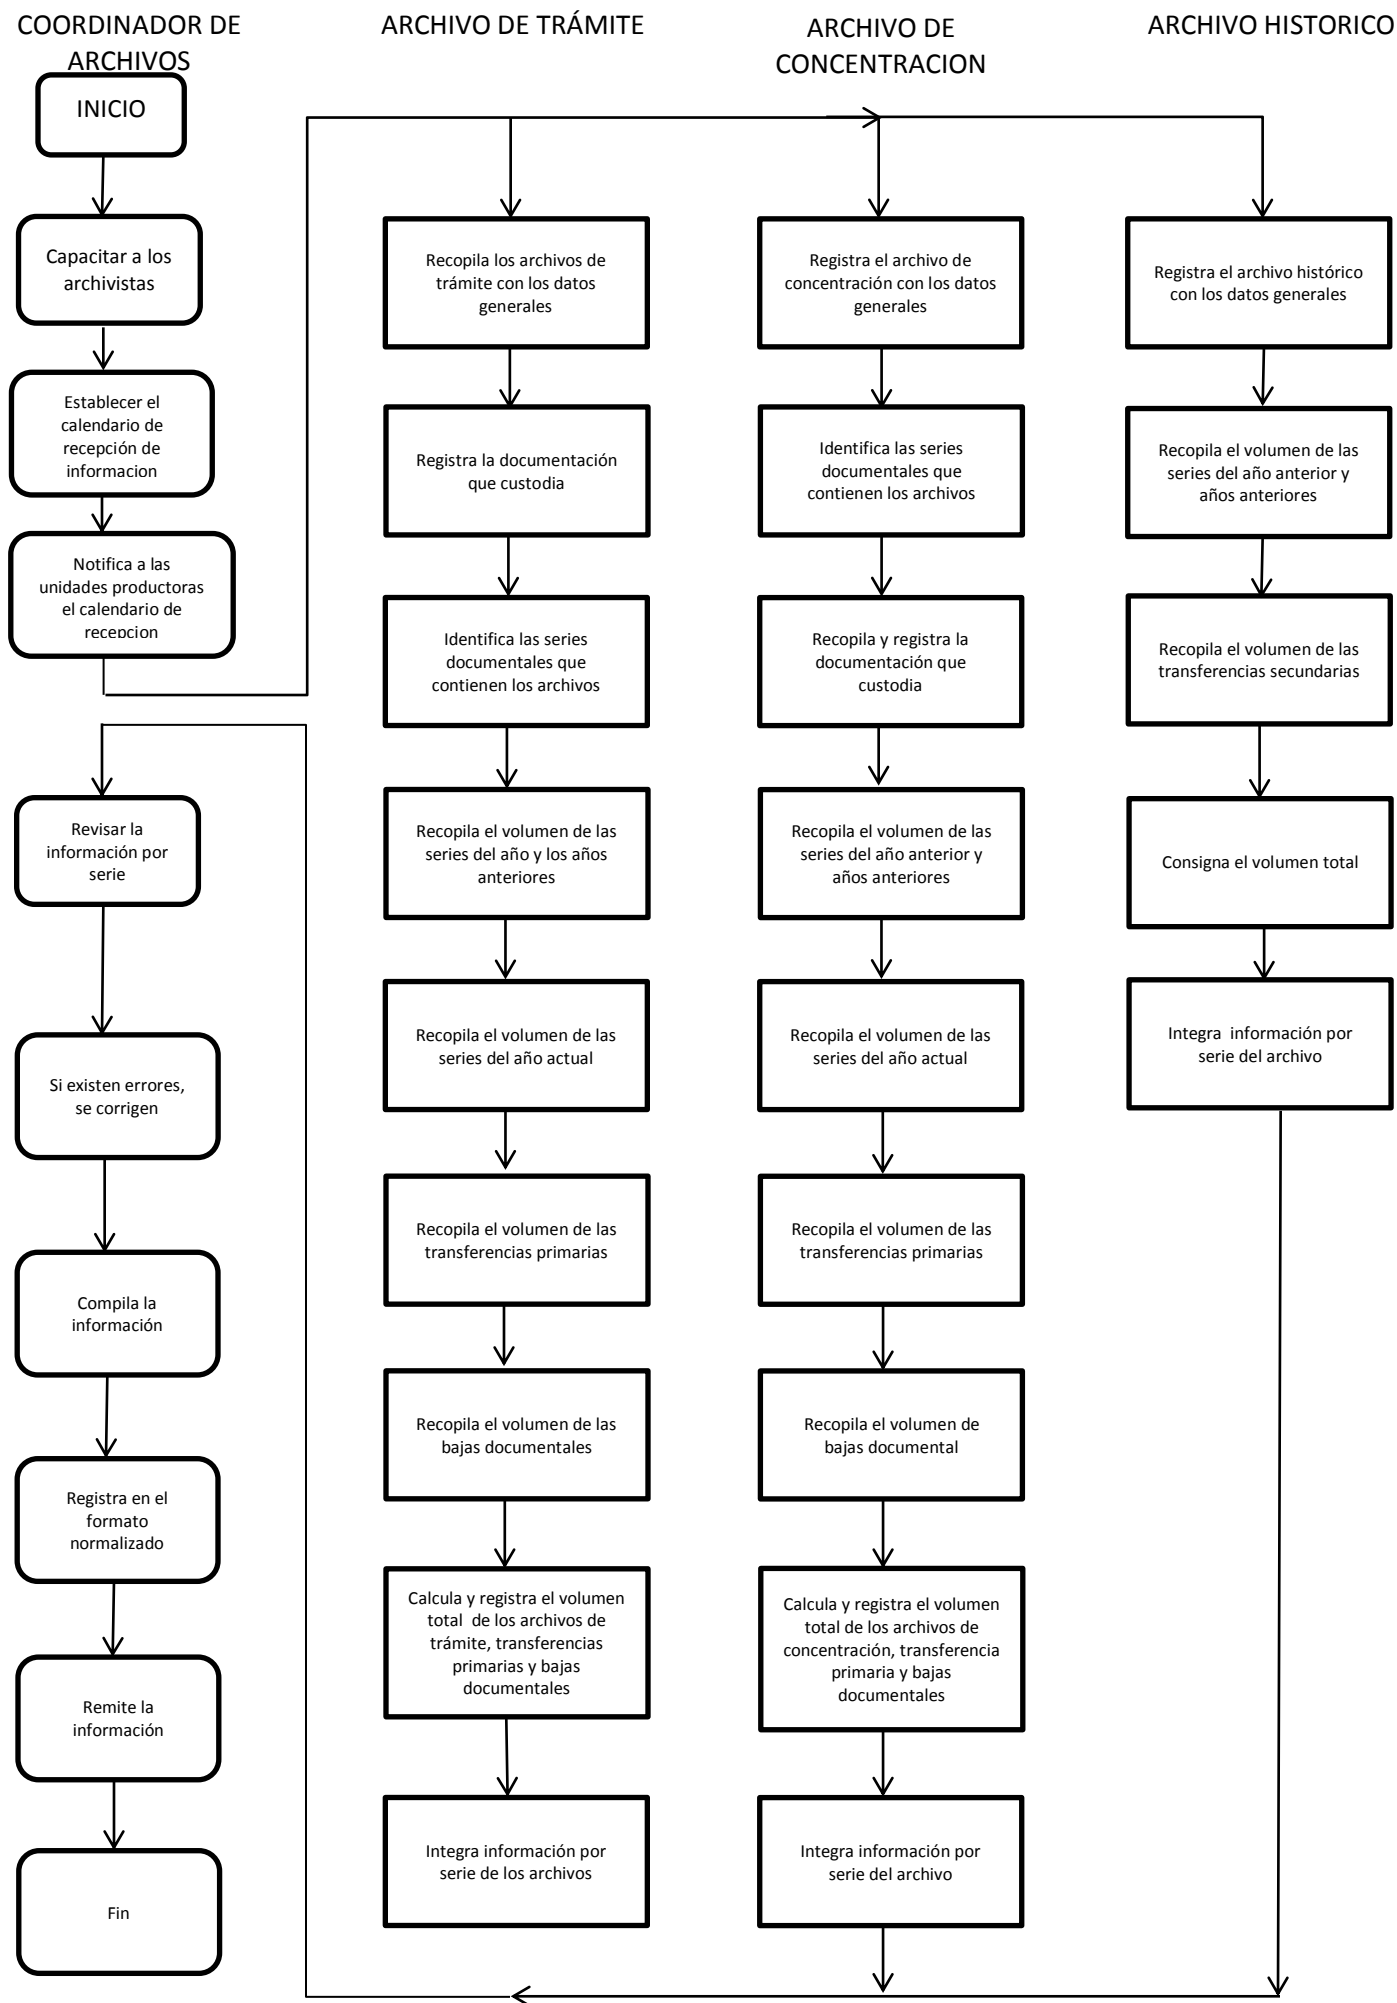 COORDINADOR DE
ARCHIVOS
INICIO
Capacitar a los
archivistas
Establecer el
calendario de
recepción de
informacion
Notifica a las
unidades productoras
el calendario de
recepcion
Revisar la
información por
serie
Si existen errores,
se corrigen
Compila la
información
Registra en el
formato
normalizado
Remite la
información
Fin
ARCHIVO DE TRÁMITE
Recopila los archivos de
trámite con los datos
generales
Registra la documentación
que custodia
Identifica las series
documentales que
contienen los archivos
Recopila el volumen de las
series del año y los años
anteriores
Recopila el volumen de las
series del año actual
Recopila el volumen de las
transferencias primarias
Recopila el volumen de las
bajas documentales
Calcula y registra el volumen
total de los archivos de
trámite, transferencias
primarias y bajas
documentales
Integra información por
serie de los archivos
ARCHIVO DE
CONCENTRACION
Registra el archivo de
concentración con los datos
generales
Identifica las series
documentales que
contienen los archivos
Recopila y registra la
documentación que
custodia
Recopila el volumen de las
series del año anterior y
años anteriores
Recopila el volumen de las
series del año actual
Recopila el volumen de las
transferencias primarias
Recopila el volumen de
bajas documental
Calcula y registra el volumen
total de los archivos de
concentración, transferencia
primaria y bajas
documentales
Integra información por
serie del archivo
ARCHIVO HISTORICO
Registra el archivo histórico
con los datos generales
Recopila el volumen de las
series del año anterior y
años anteriores
Recopila el volumen de las
transferencias secundarias
Consigna el volumen total
Integra información por
serie del archivo